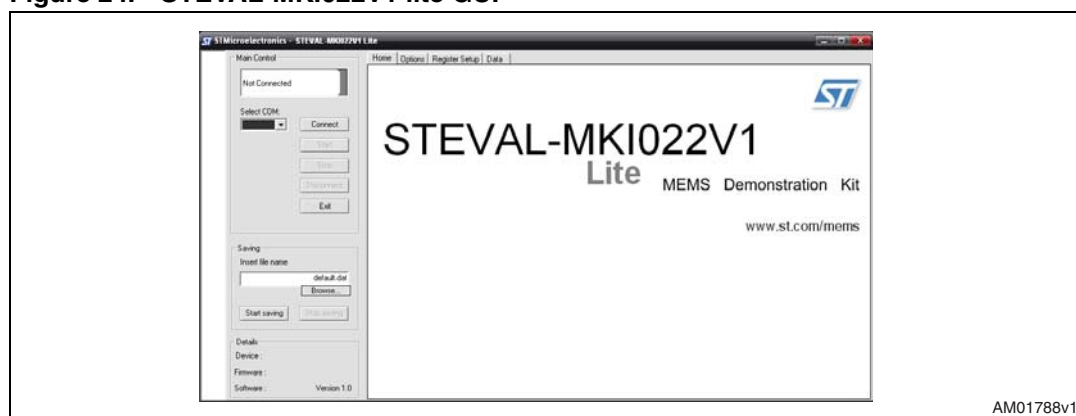 Figure 24. STEVAL-MKI022V1 lite GUI
STMicroelectronics - STEVAL-MKI022V1 Lite
Main Control
Not Connected
Select COM:
Connect
Start
Stop
Disconnect
Exit
Saving
Insert file name
default.dat
Browse...
Start saving
Stop saving
Details
Device :
Firmware :
Software : Version 1.0
Home Options Register Setup Data
ST
STEVAL-MKI022V1
Lite
MEMS Demonstration Kit
www.st.com/mems
AM01788v1